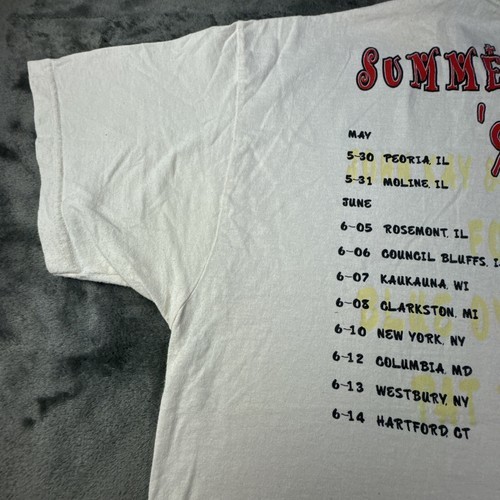 SUMME
'9
MAY
5-30 PEORIA, IL
5-31 MOLINE, IL
JUNE
6-05 ROSEMONT, IL
6-06 COUNCIL BLUFFS, I
6-07 KAUKAUNA, WI
6-08 CLARKSTON, MI
6-10 NEW YORK, NY
6-12 COLUMBIA, MD
6-13 WESTBURY, NY
6-14 HARTFORD, CT